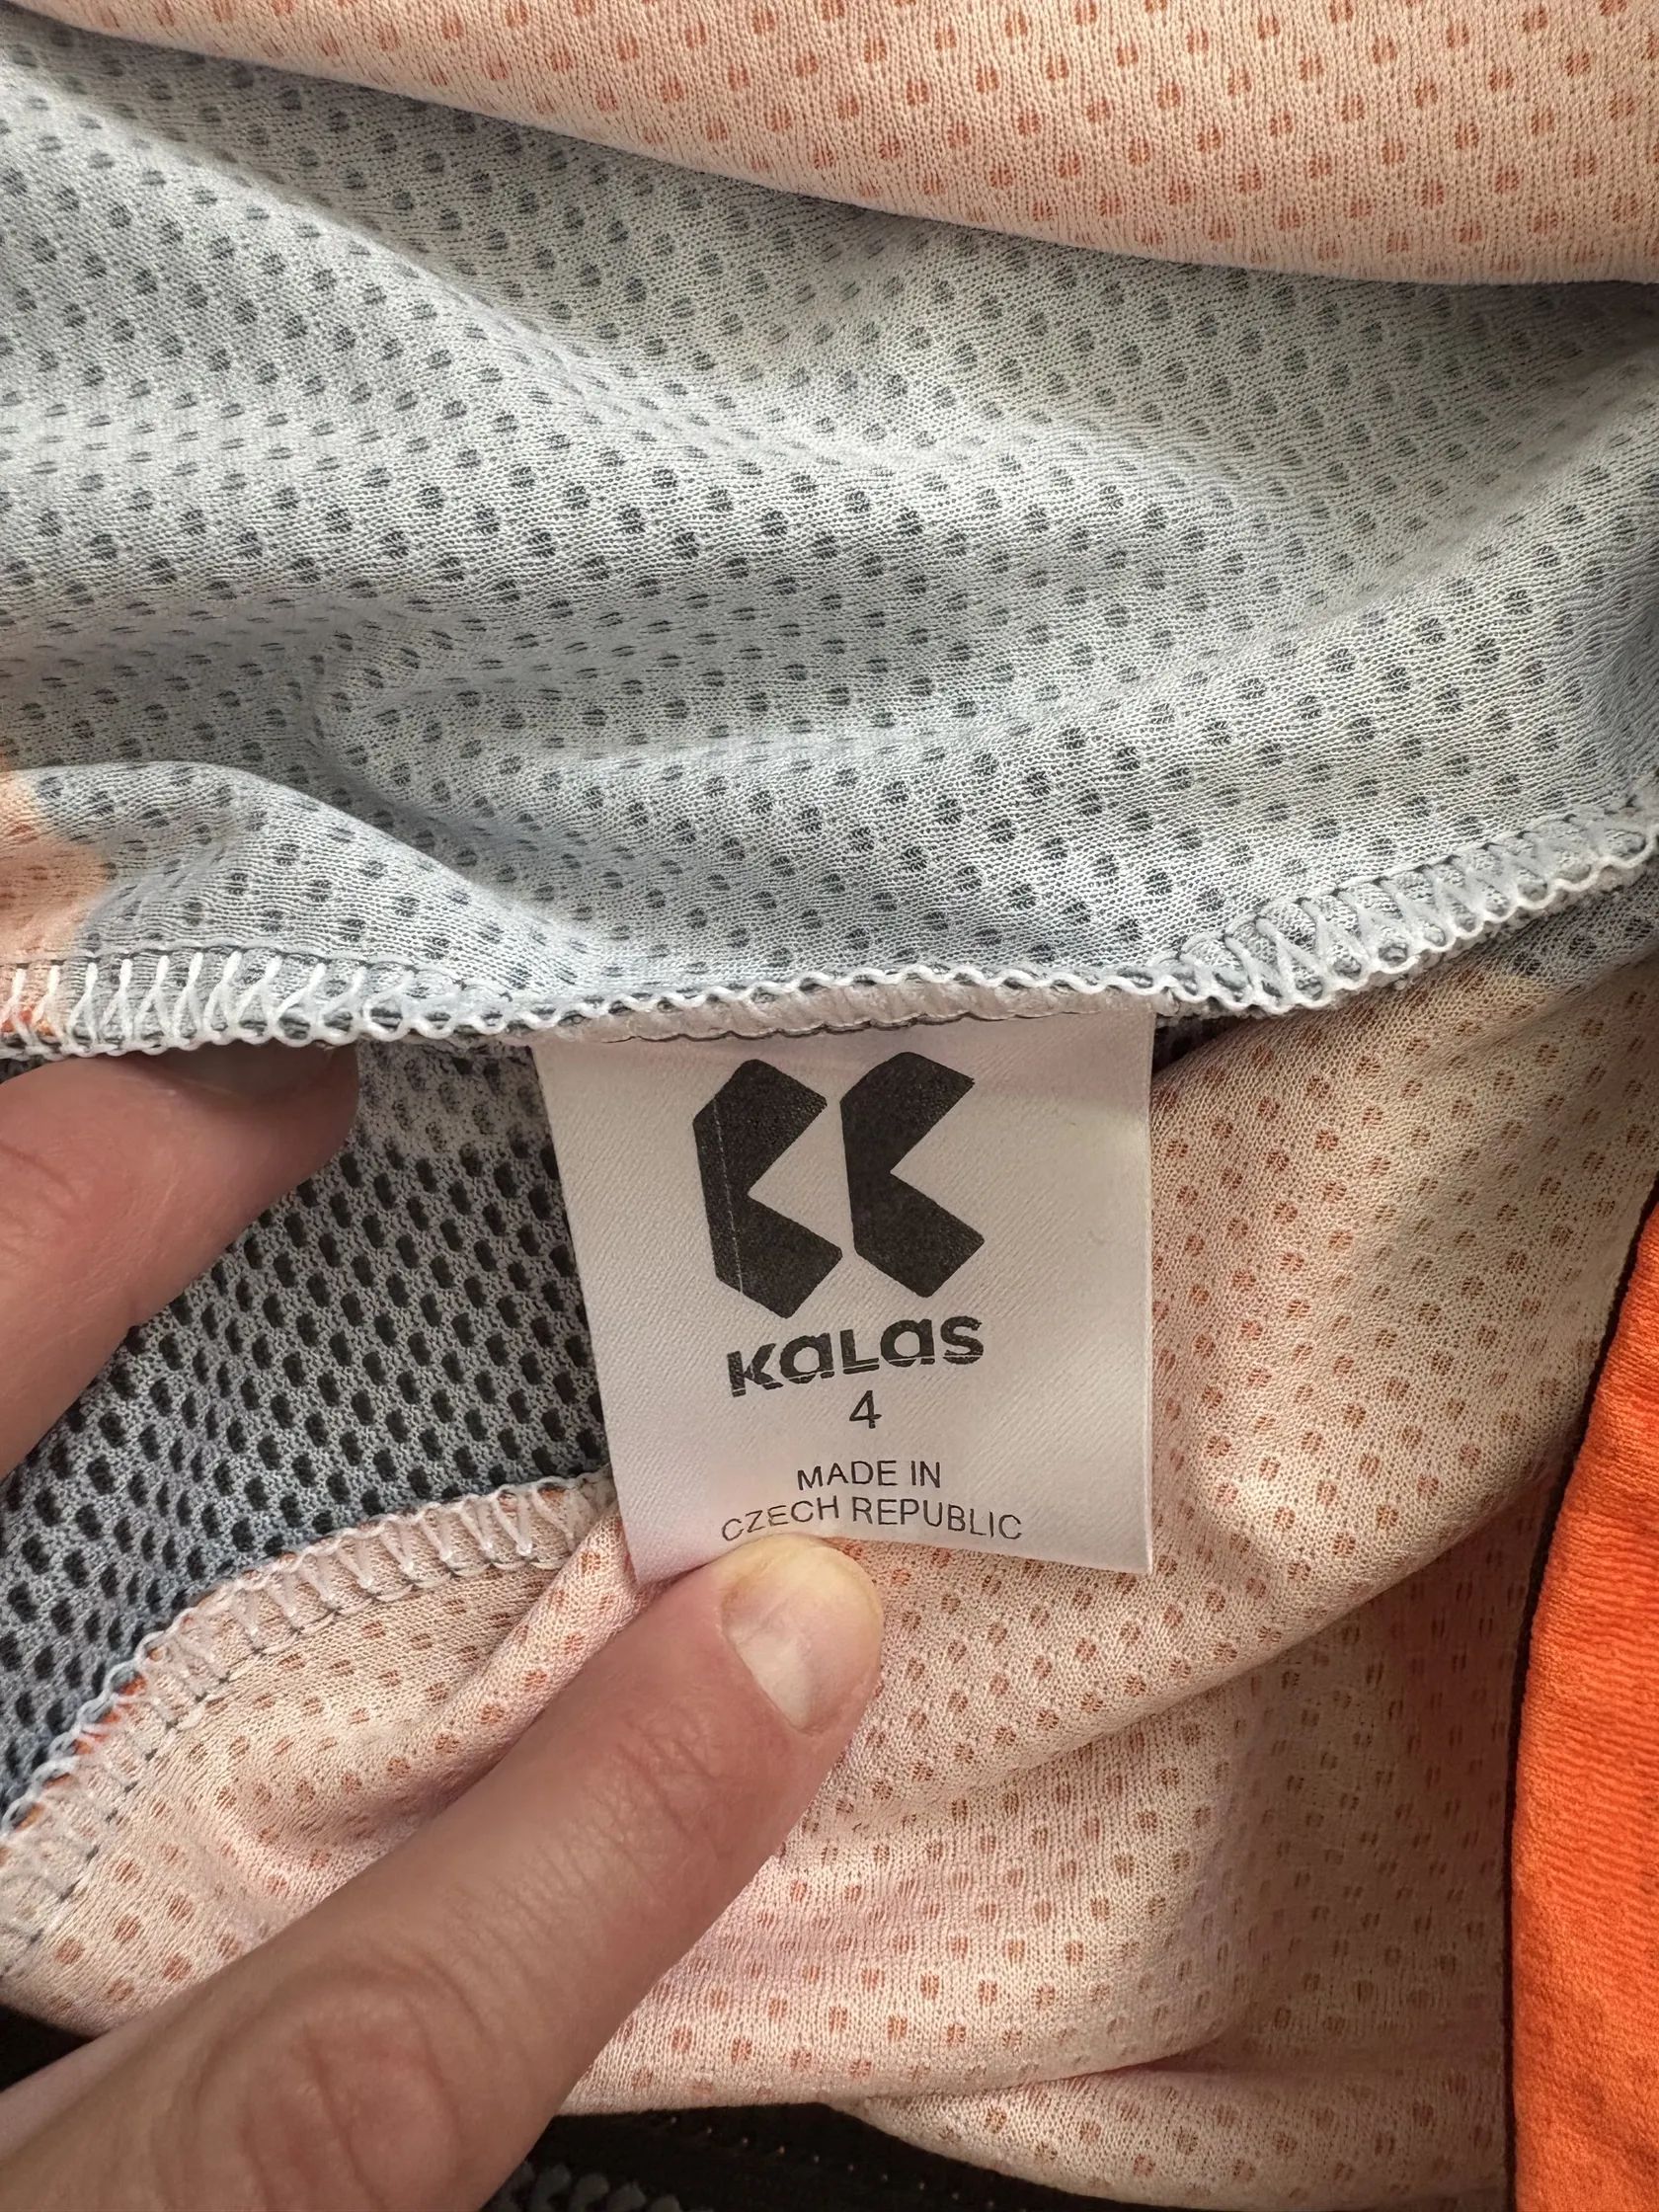 KALAS
4
MADE IN
CZECH REPUBLIC